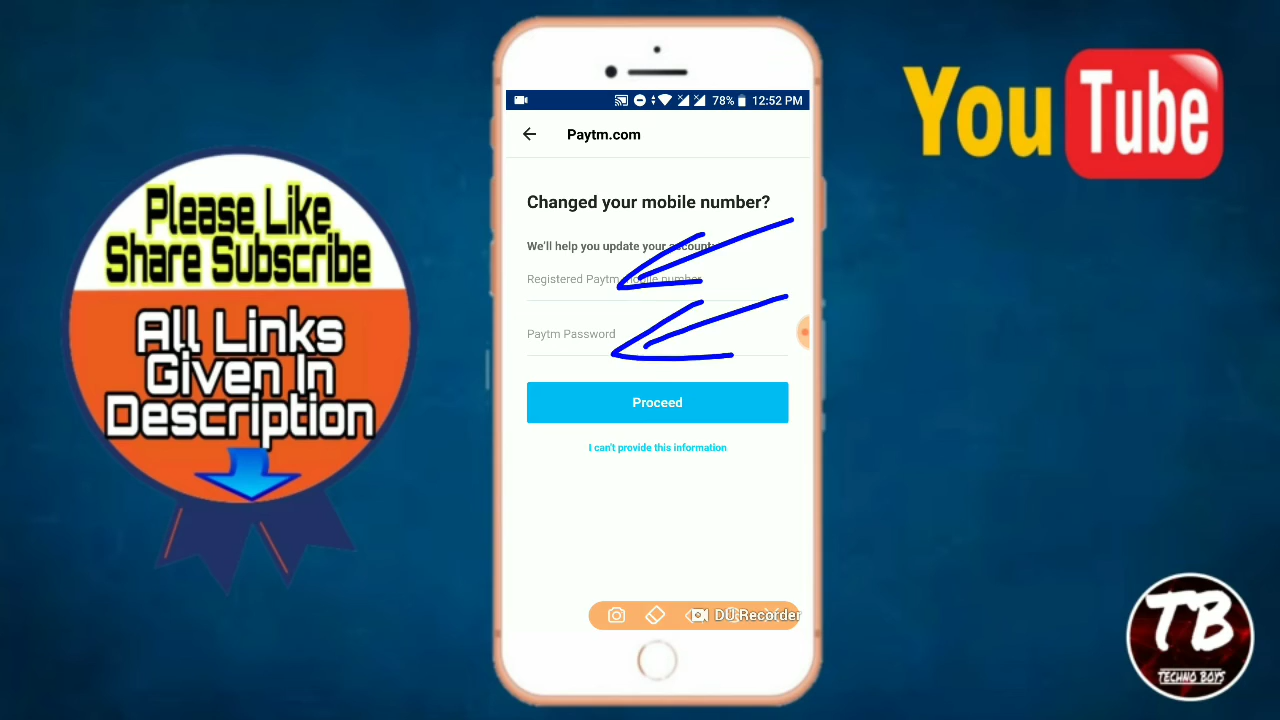 Please Like
Share Subscribe
All Links
Given In
Description
78% 12:52 PM
Paytm.com
Changed your mobile number?
We'll help you update your account:
Registered Paytm mobile number
Paytm Password
Proceed
I can't provide this information
DU Recorder
YouTube
TB
TECHNO BOYS